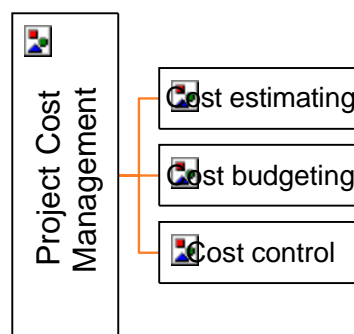 Project Cost
Management
Cost estimating
Cost budgeting
Cost control